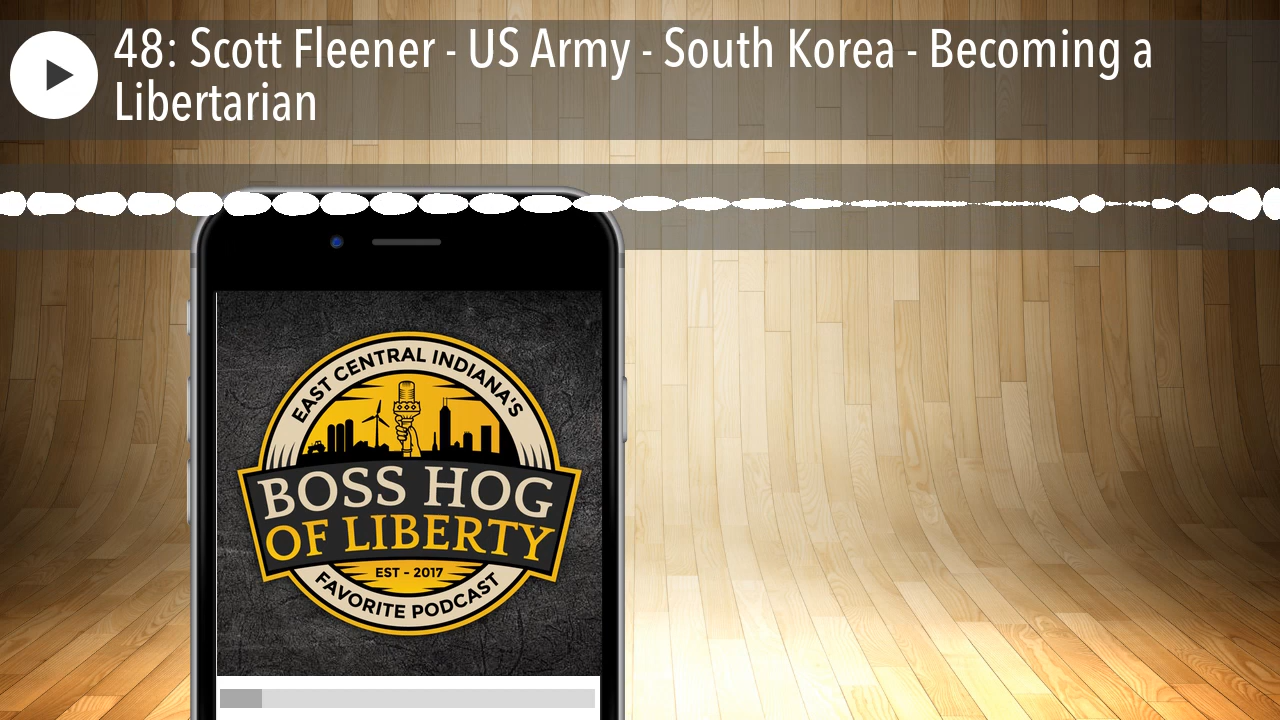 48: Scott Fleener - US Army - South Korea - Becoming a
Libertarian
EAST CENTRAL INDIANA'S
BOSS HOG
OF LIBERTY
EST - 2017
FAVORITE PODCAST